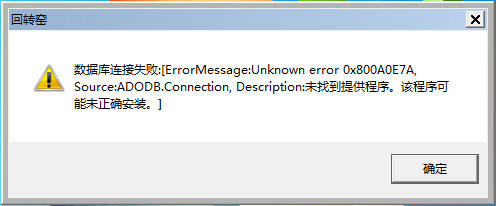 回转窑
数据库连接失败:[ErrorMessage:Unknown error 0x800A0E7A,
Source:ADODB.Connection, Description:未找到提供程序。该程序可
能未正确安装。]
确定